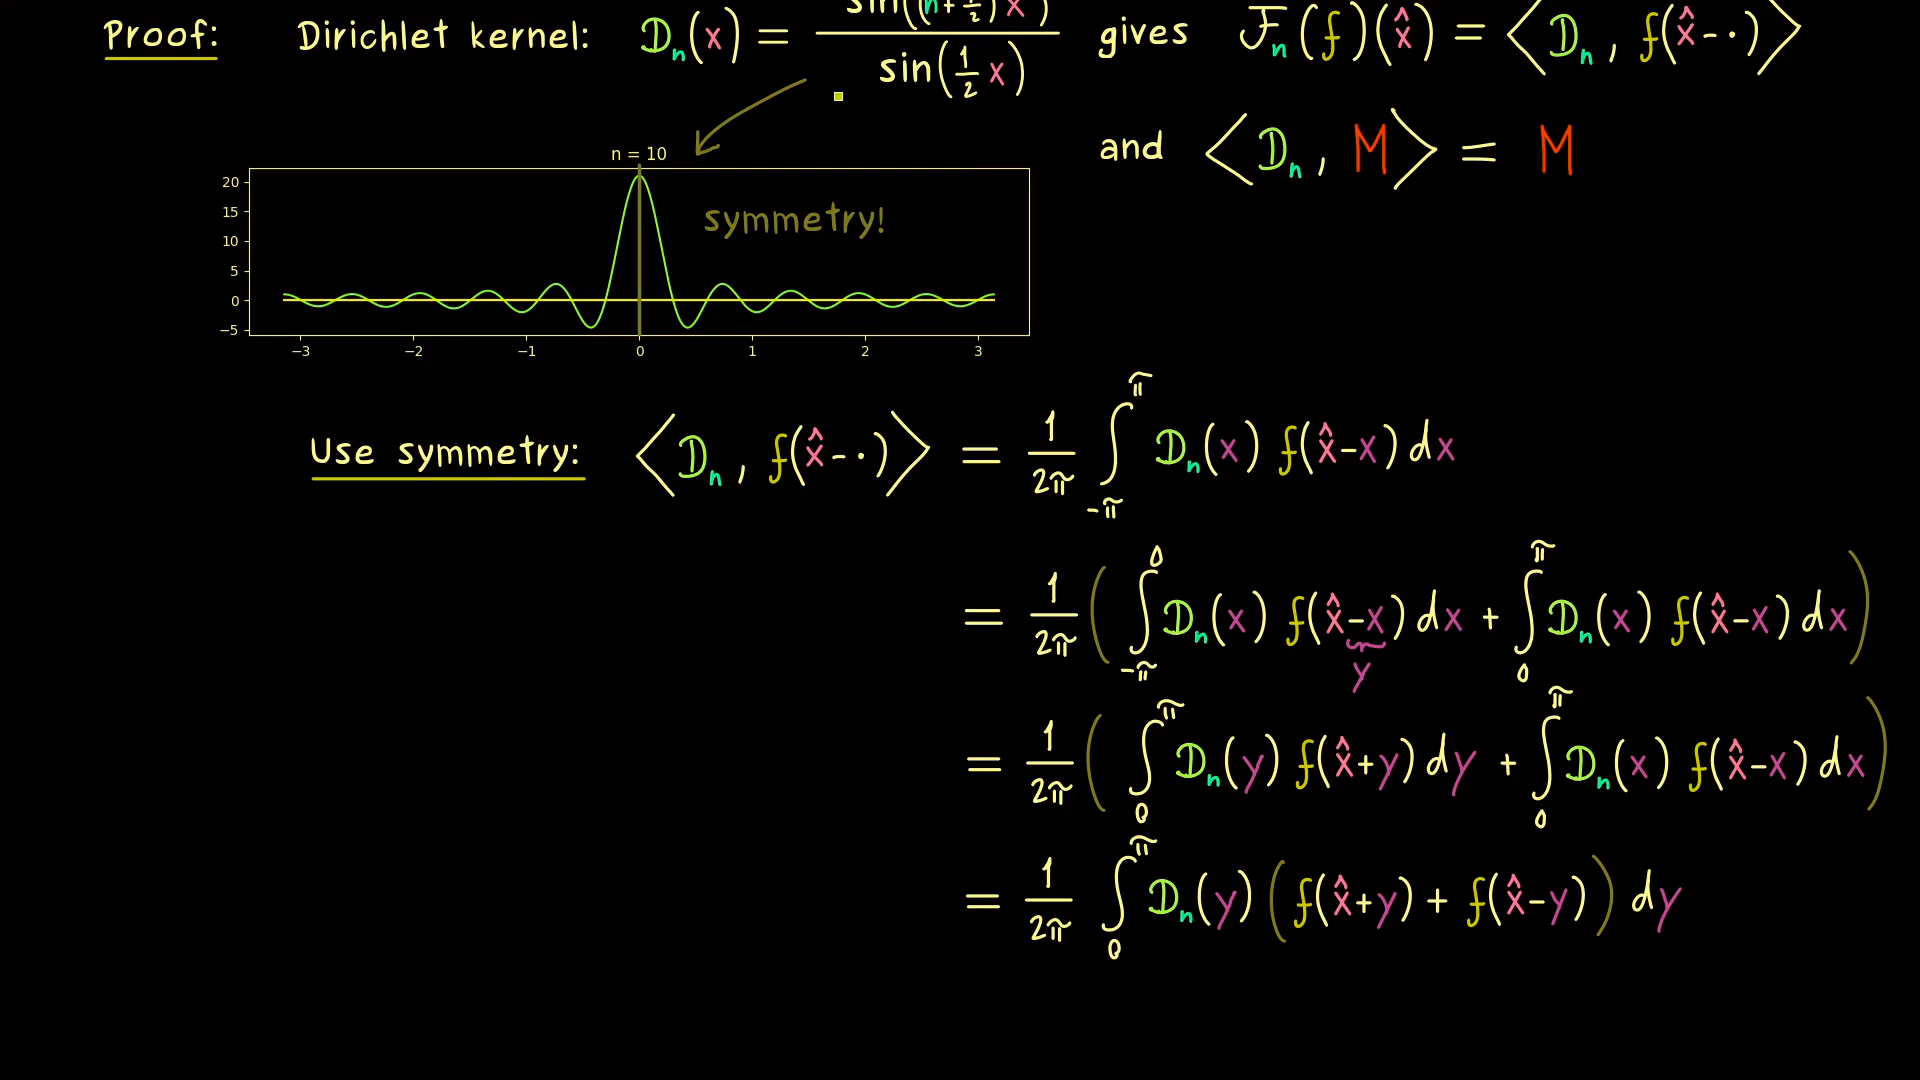 Proof: Dirichlet kernel: Dₙ(x) = sin((n+½)x) / sin(½x) gives ℱₙ(f)(x̂) = ⟨Dₙ, f(x̂-·)⟩
and ⟨Dₙ, M⟩ = M
n = 10
symmetry!
20
15
10
5
0
−5
−3 −2 −1 0 1 2 3
Use symmetry: ⟨Dₙ, f(x̂-·)⟩ = 1/2π ∫_{-π}^{π} Dₙ(x) f(x̂-x) dx
= 1/2π ( ∫_{-π}^{0} Dₙ(x) f(x̂-x) dx + ∫_{0}^{π} Dₙ(x) f(x̂-x) dx )
y
= 1/2π ( ∫_{0}^{π} Dₙ(y) f(x̂+y) dy + ∫_{0}^{π} Dₙ(x) f(x̂-x) dx )
= 1/2π ∫_{0}^{π} Dₙ(y) ( f(x̂+y) + f(x̂-y) ) dy